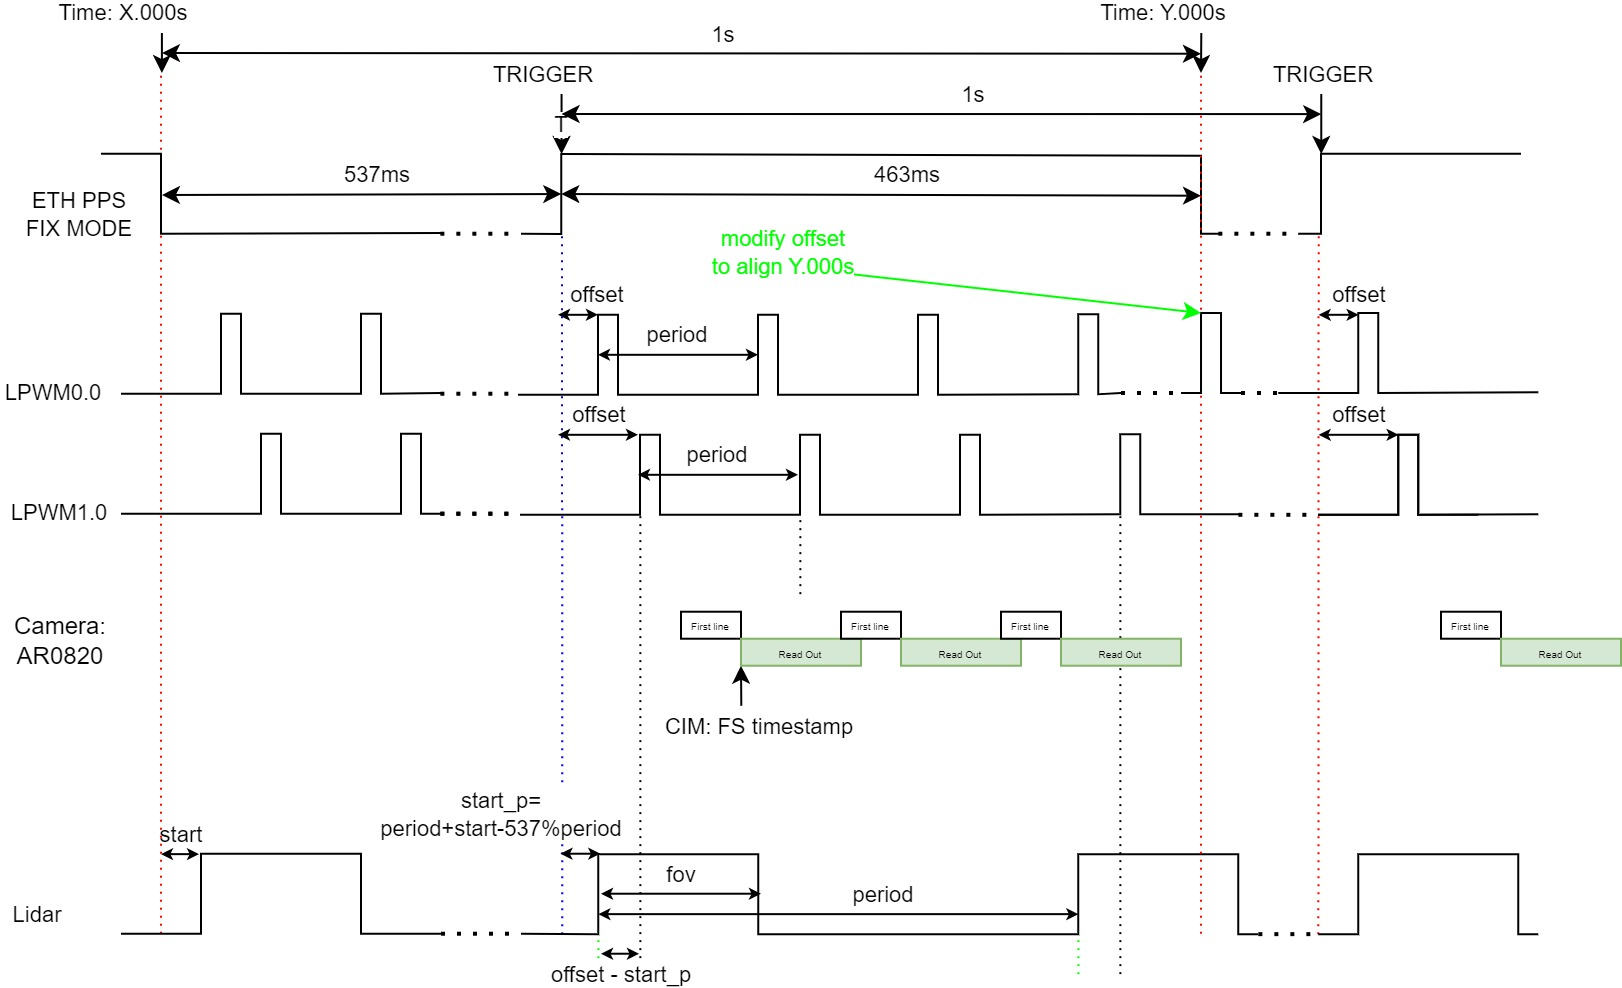 Time: X.000s
Time: Y.000s
1s
TRIGGER
TRIGGER
1s
537ms
463ms
ETH PPS
FIX MODE
modify offset
to align Y.000s
offset
offset
period
LPWM0.0
offset
offset
period
LPWM1.0
Camera:
AR0820
First line
First line
First line
First line
Read Out
Read Out
Read Out
Read Out
CIM: FS timestamp
start_p=
period+start-537%period
start
fov
period
Lidar
offset - start_p